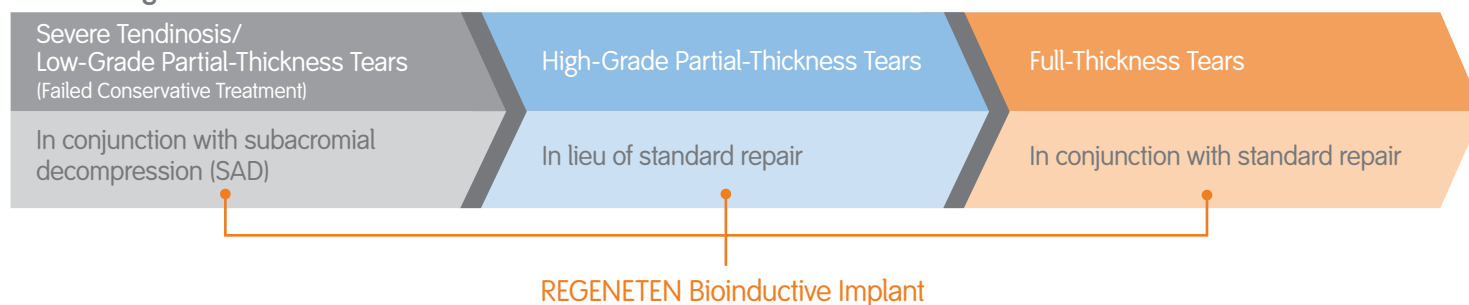 Severe Tendinosis/
Low-Grade Partial-Thickness Tears
(Failed Conservative Treatment)
In conjunction with subacromial
decompression (SAD)
High-Grade Partial-Thickness Tears
In lieu of standard repair
Full-Thickness Tears
In conjunction with standard repair
REGENETEN Bioinductive Implant